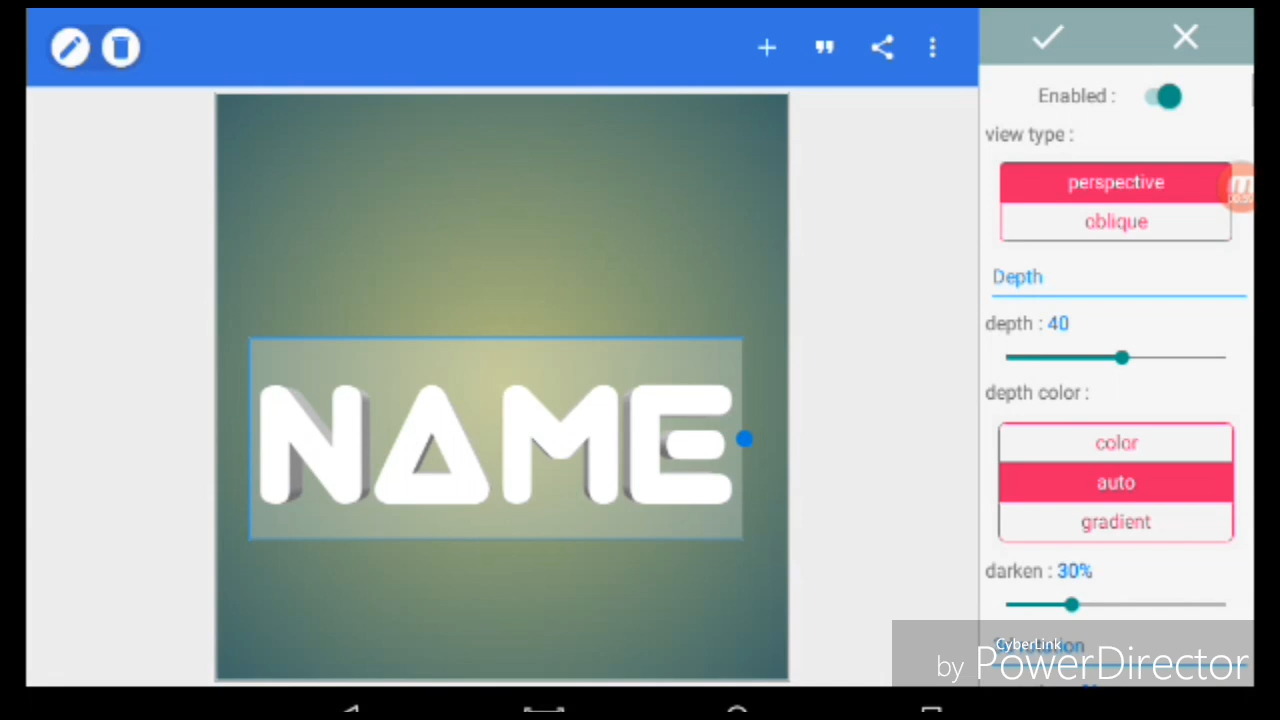 Enabled :
view type :
perspective
oblique
Depth
depth : 40
depth color :
color
auto
gradient
darken : 30%
NAME
CyberLink
by PowerDirector